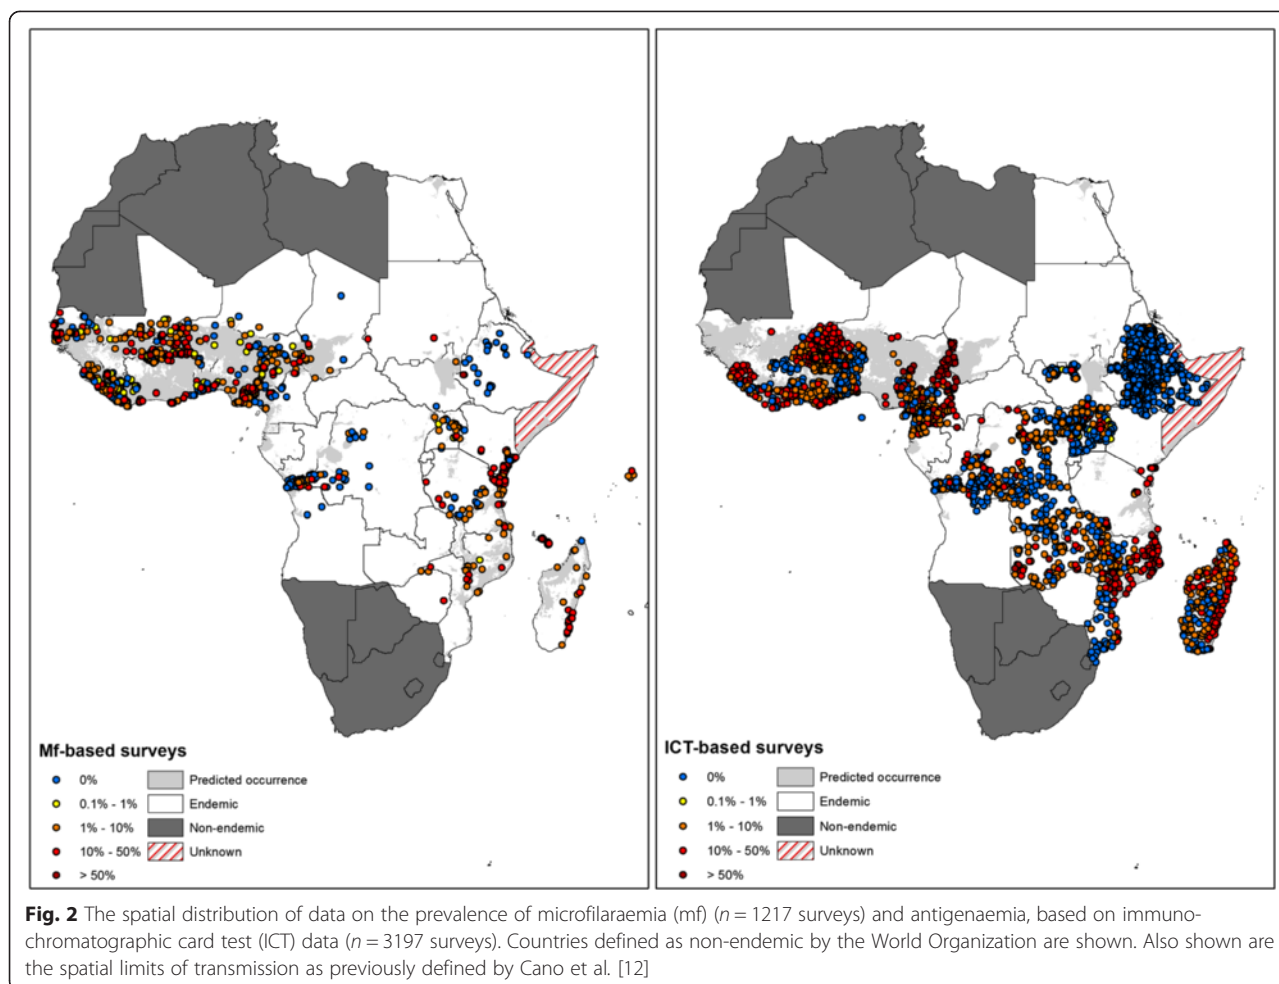 Mf-based surveys
0%
Predicted occurrence
0.1% - 1%
Endemic
1% - 10%
Non-endemic
10% - 50%
Unknown
> 50%
ICT-based surveys
0%
Predicted occurrence
0.1% - 1%
Endemic
1% - 10%
Non-endemic
10% - 50%
Unknown
> 50%
Fig. 2 The spatial distribution of data on the prevalence of microfilaraemia (mf) (n = 1217 surveys) and antigenaemia, based on immuno-
chromatographic card test (ICT) data (n = 3197 surveys). Countries defined as non-endemic by the World Organization are shown. Also shown are
the spatial limits of transmission as previously defined by Cano et al. [12]